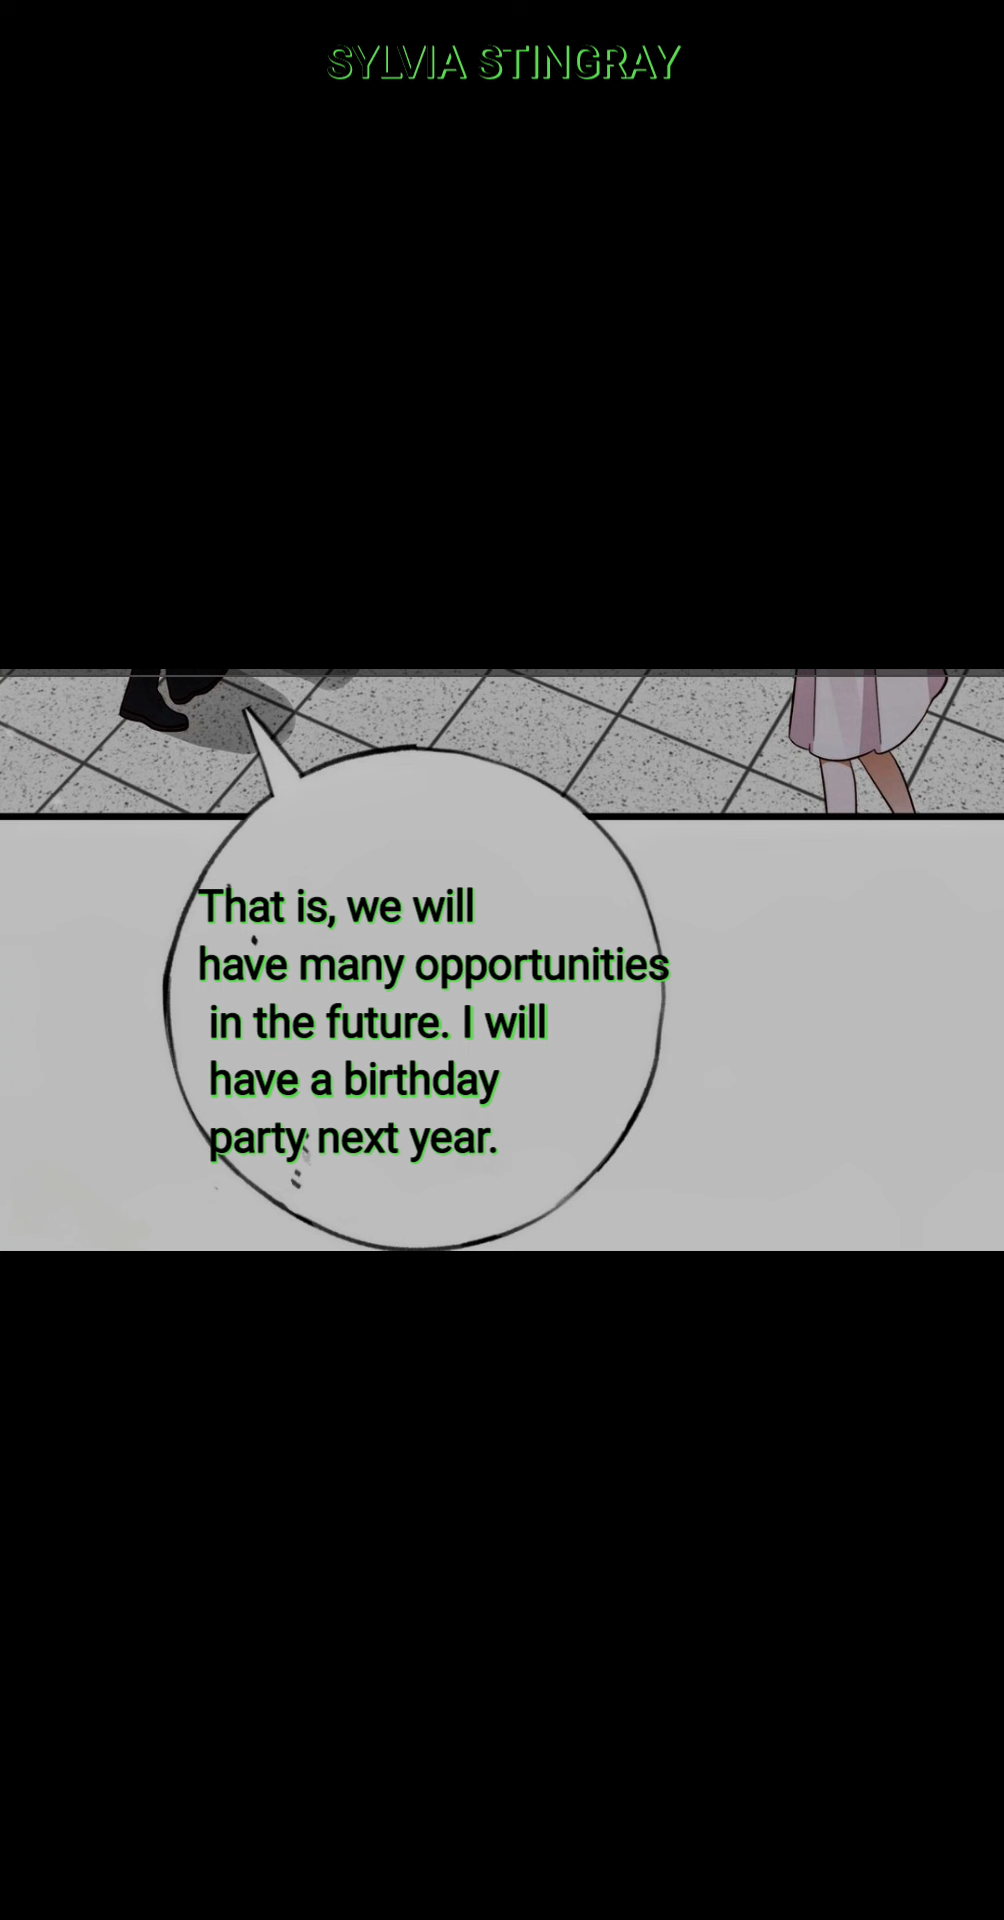 SYLVIA STINGRAY
That is, we will
have many opportunities
in the future. I will
have a birthday
party next year.